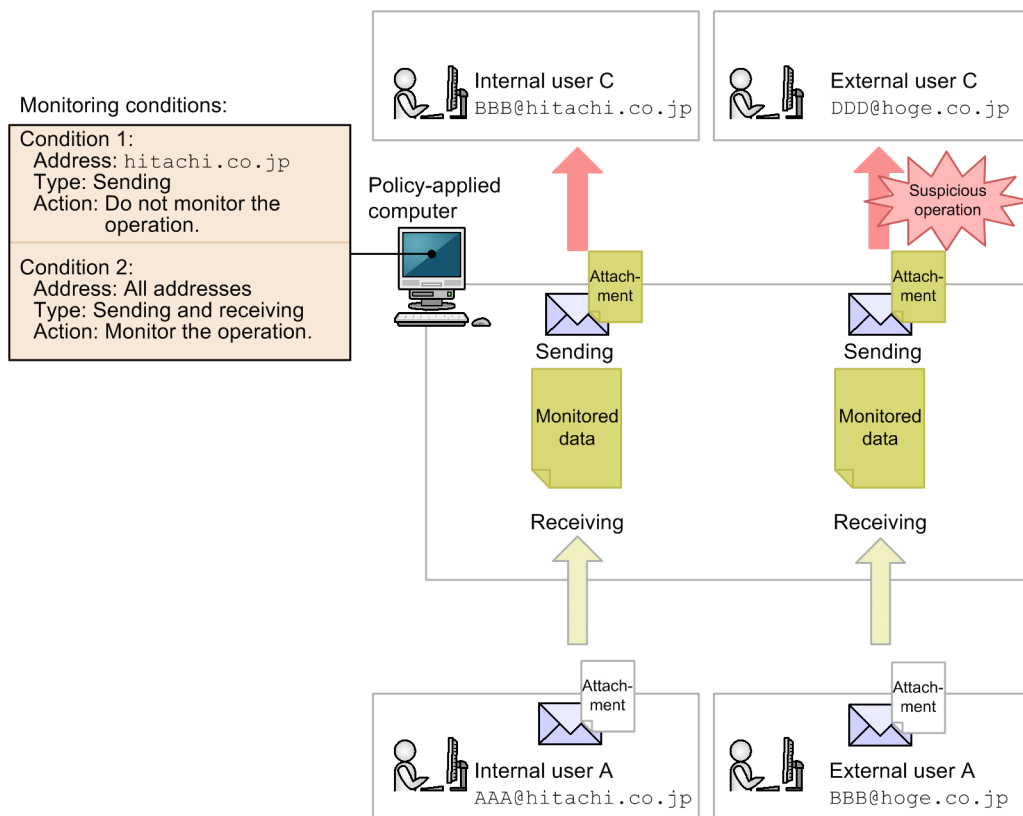 Internal user C
BBB@hitachi.co.jp
External user C
DDD@hoge.co.jp
Monitoring conditions:
Condition 1:
Address: hitachi.co.jp
Type: Sending
Action: Do not monitor the
operation.
Condition 2:
Address: All addresses
Type: Sending and receiving
Action: Monitor the operation.
Policy-applied
computer
Suspicious
operation
Attach-
ment
Sending
Monitored
data
Receiving
Attach-
ment
Sending
Monitored
data
Receiving
Attach-
ment
Internal user A
AAA@hitachi.co.jp
Attach-
ment
External user A
BBB@hoge.co.jp